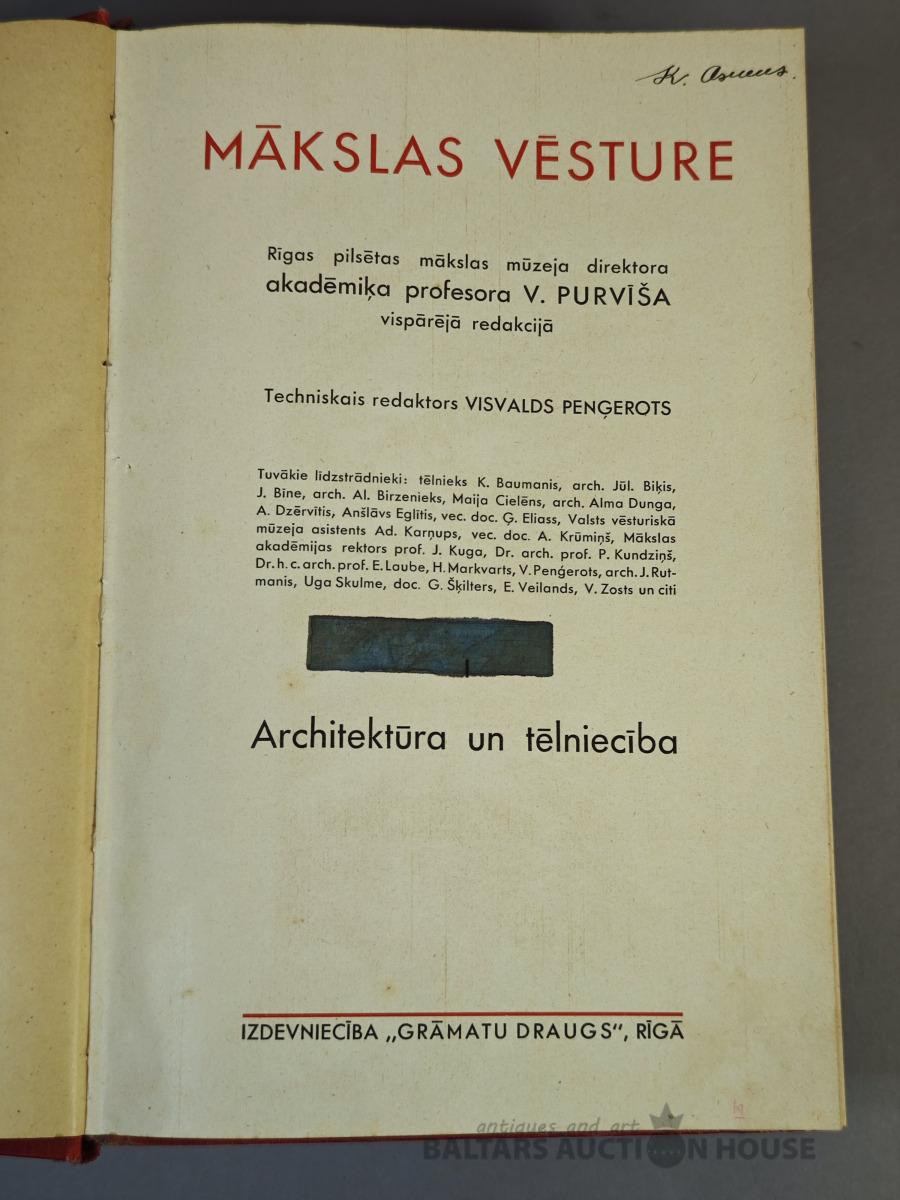 K. Asmus.
MĀKSLAS VĒSTURE
Rīgas pilsētas mākslas mūzeja direktora
akadēmiķa profesora V. PURVĪŠA
vispārējā redakcijā
Techniskais redaktors VISVALDS PENĢEROTS
Tuvākie līdzstrādnieki: tēlnieks K. Baumanis, arch. Jūl. Biķis,
J. Bīne, arch. Al. Birzenieks, Maija Cielēns, arch. Alma Dunga,
A. Dzērvītis, Anšlāvs Eglītis, vec. doc. Ģ. Eliass, Valsts vēsturiskā
mūzeja asistents Ad. Karņups, vec. doc. A. Krūmiņš, Mākslas
akadēmijas rektors prof. J. Kuga, Dr. arch. prof. P. Kundziņš,
Dr. h. c. arch. prof. E. Laube, H. Markvarts, V. Penģerots, arch. J. Rut-
manis, Uga Skulme, doc. G. Šķilters, E. Veilands, V. Zosts un citi
Architektūra un tēlniecība
IZDEVNIECĪBA „GRĀMATU DRAUGS“, RĪGĀ
antiques and art
BALTARS AUCTION HOUSE